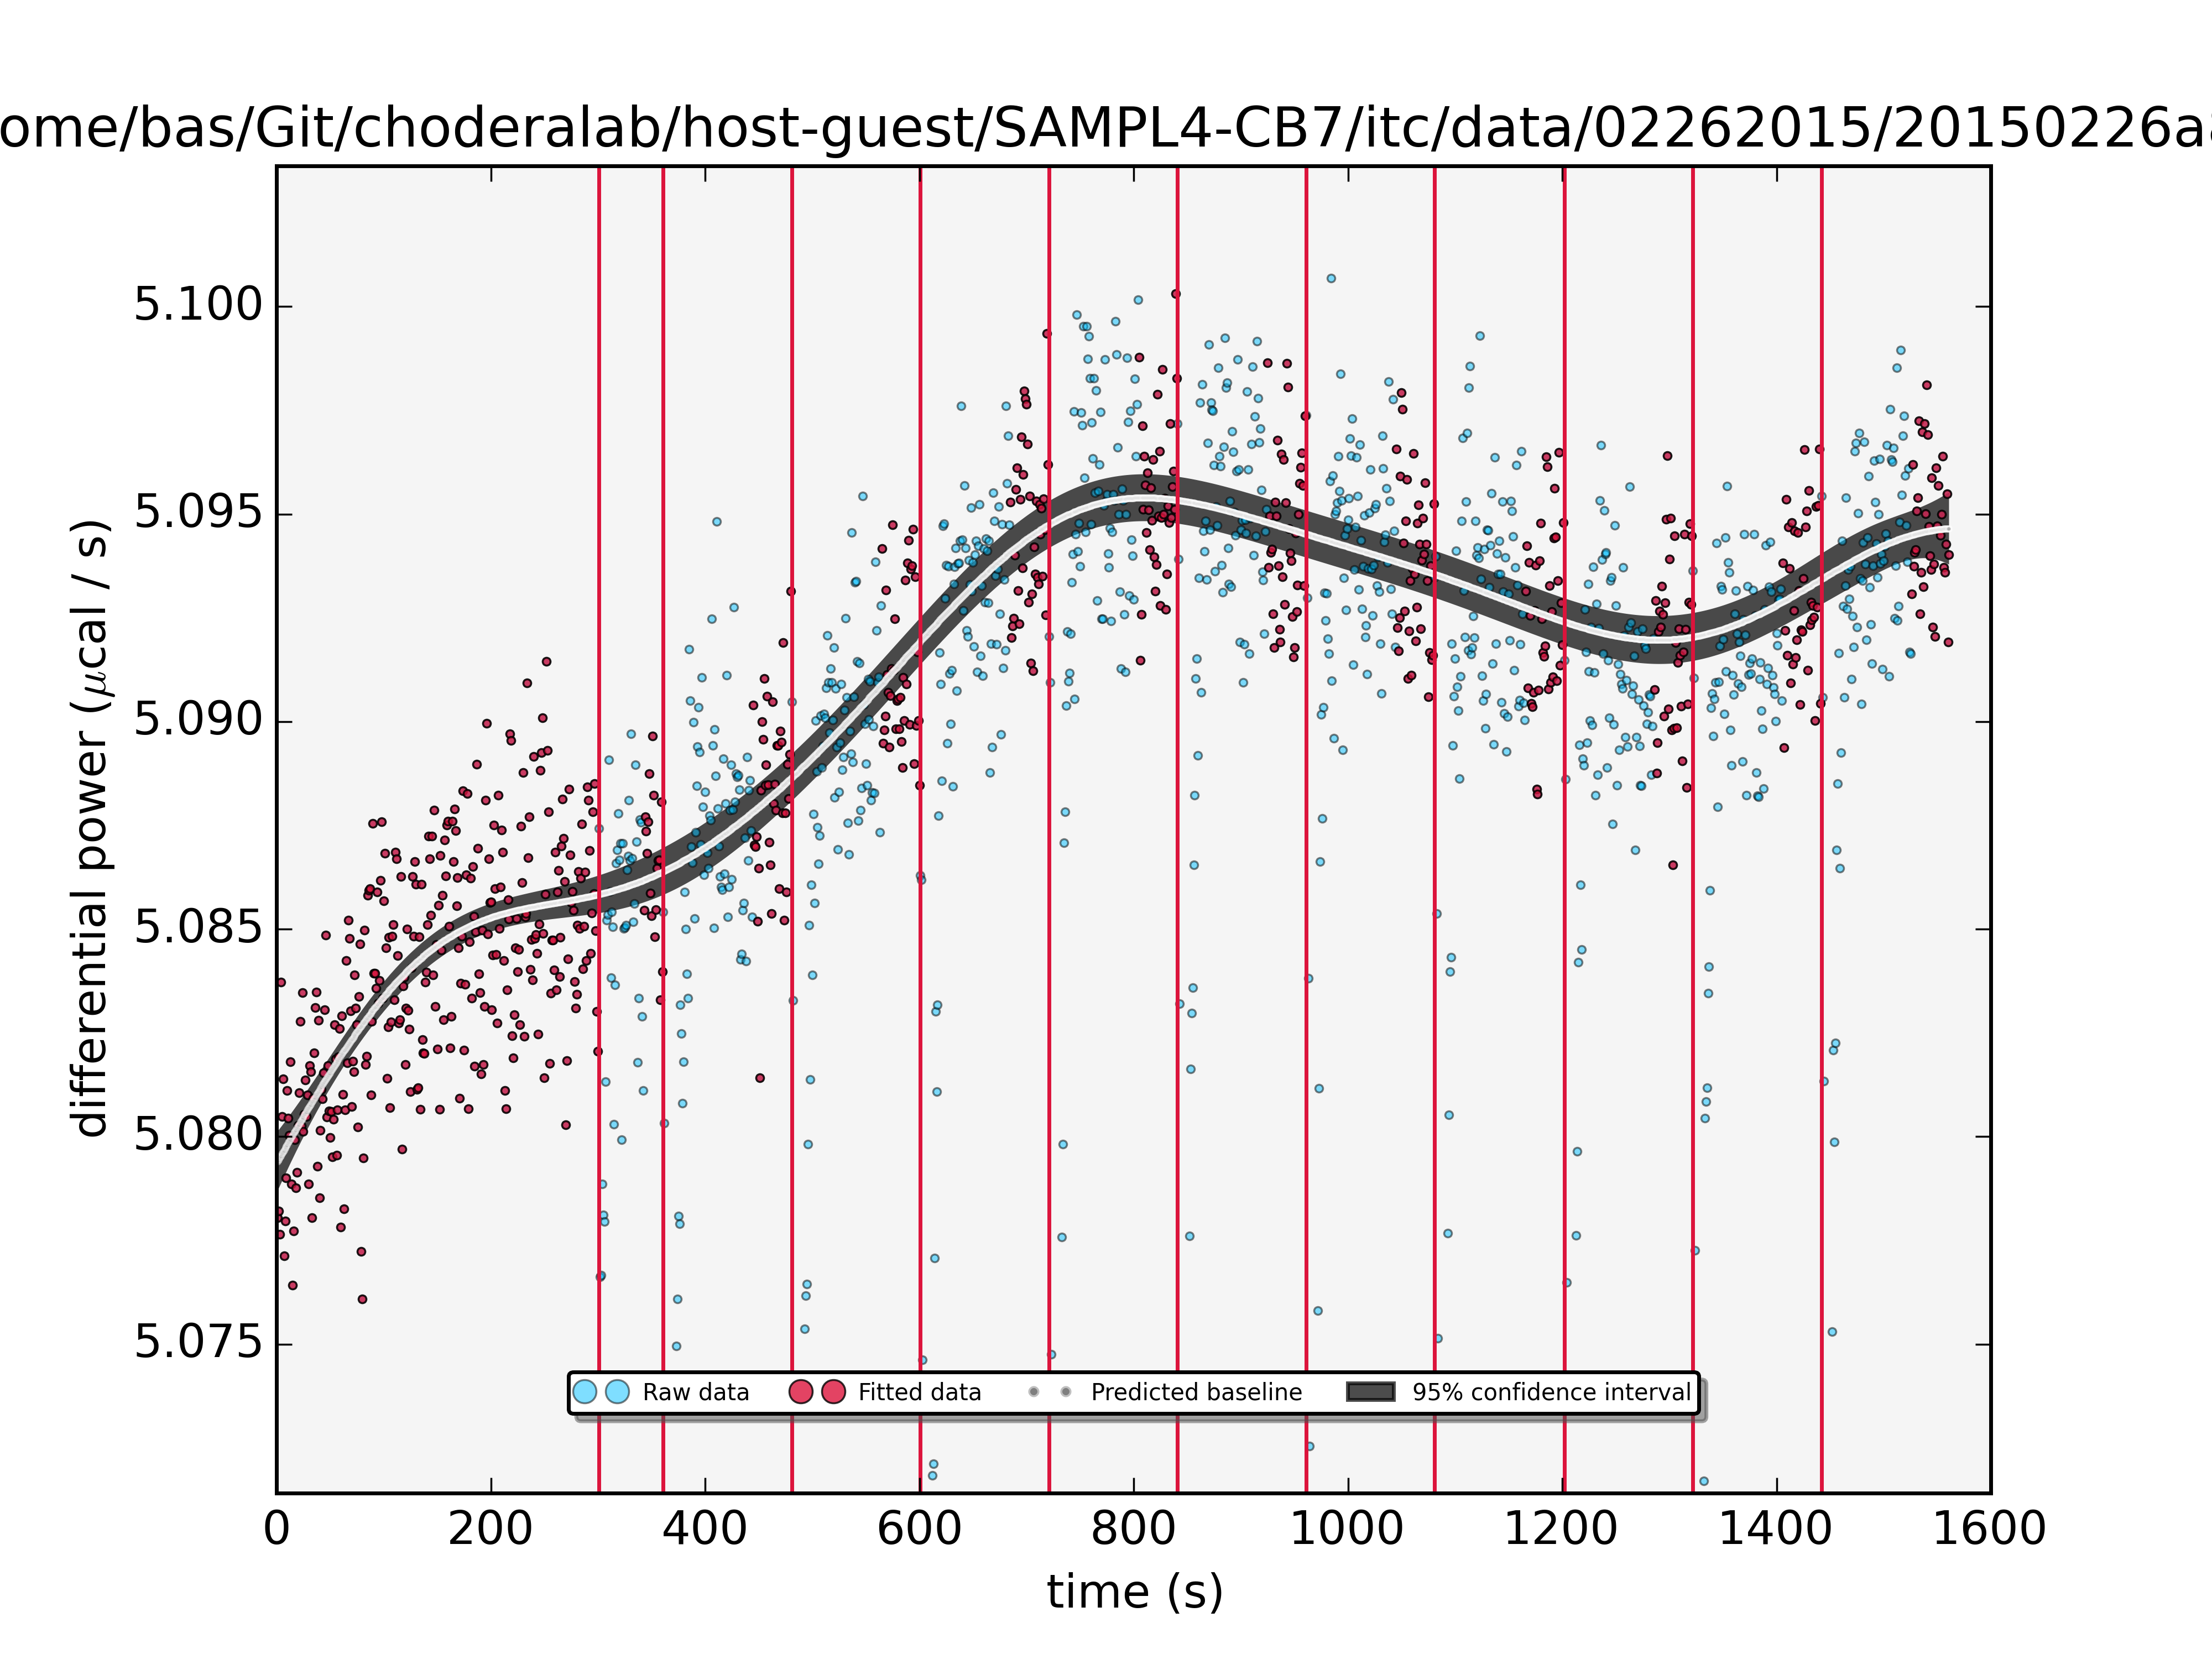 ome/bas/Git/choderalab/host-guest/SAMPL4-CB7/itc/data/02262015/20150226a
5.100
5.095
5.090
5.085
5.080
5.075
differential power (μcal / s)
Raw data Fitted data Predicted baseline 95% confidence interval
0 200 400 600 800 1000 1200 1400 1600
time (s)